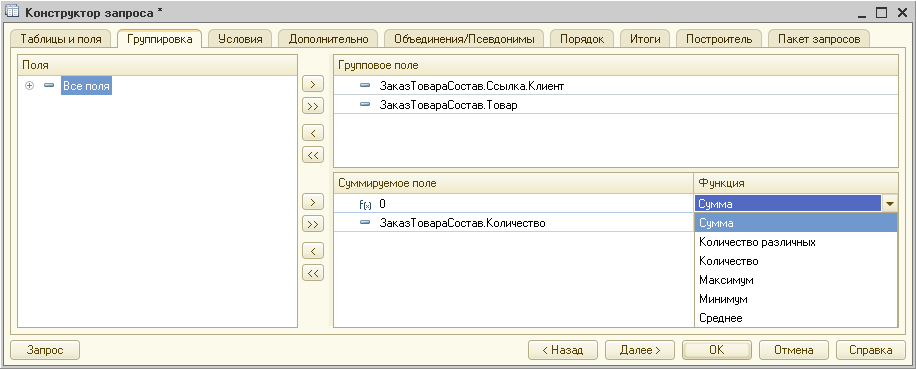 Конструктор запроса *
Таблицы и поля Группировка Условия Дополнительно Объединения/Псевдонимы Порядок Итоги Построитель Пакет запросов
Поля
Все поля
>
>>
<
<<
>
>>
<
<<
Групповое поле
ЗаказТовараСостав.Ссылка.Клиент
ЗаказТовараСостав.Товар
Суммируемое поле Функция
f(x) 0 Сумма
ЗаказТовараСостав.Количество
Сумма
Количество различных
Количество
Максимум
Минимум
Среднее
Запрос < Назад Далее > OK Отмена Справка